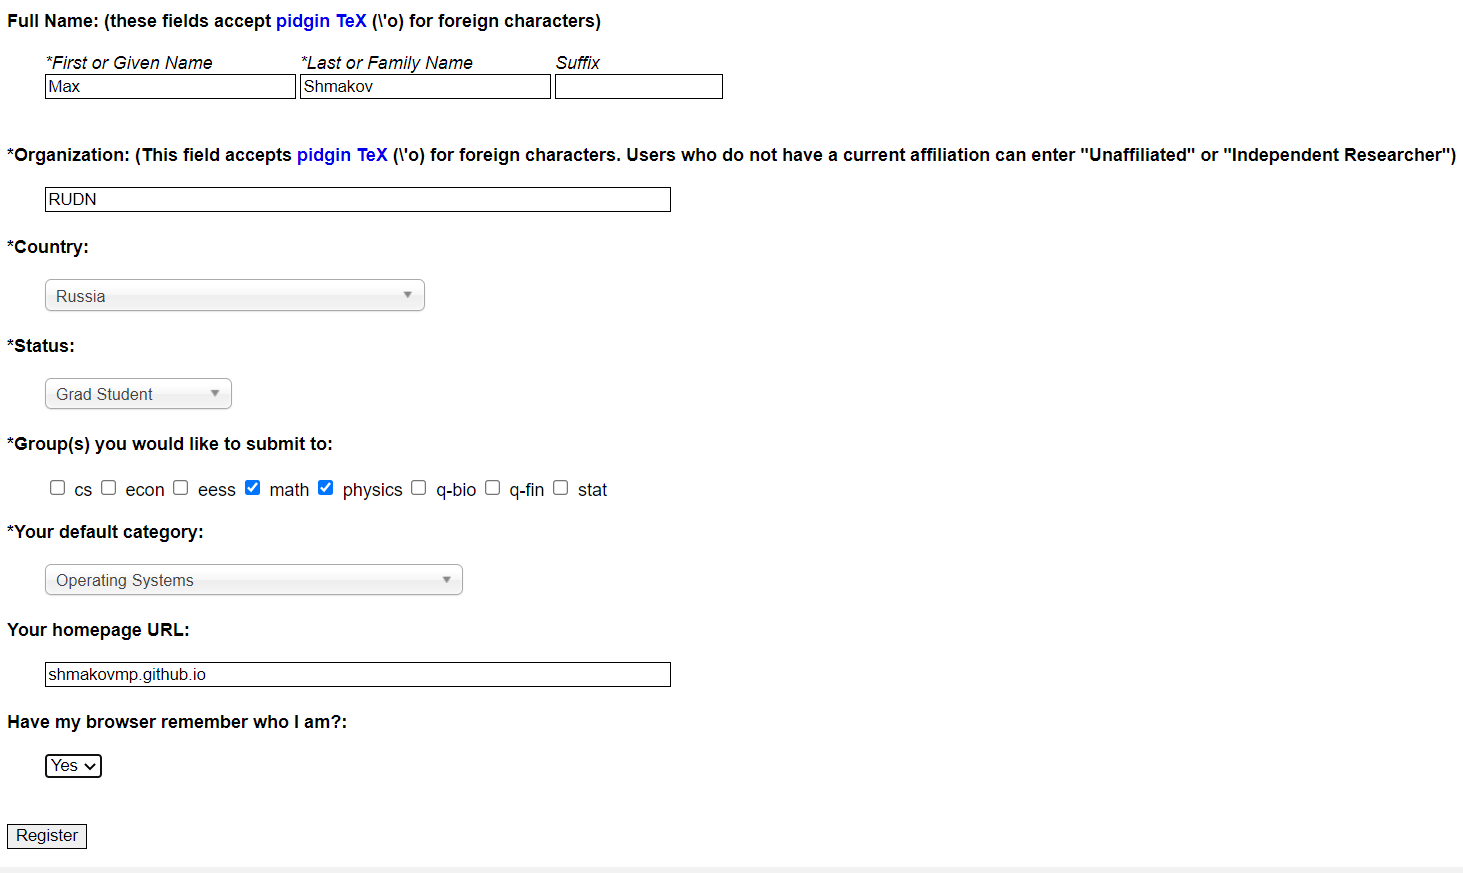 Full Name: (these fields accept pidgin TeX (\'o) for foreign characters)
*First or Given Name *Last or Family Name Suffix
Max Shmakov
*Organization: (This field accepts pidgin TeX (\'o) for foreign characters. Users who do not have a current affiliation can enter "Unaffiliated" or "Independent Researcher")
RUDN
*Country:
Russia
*Status:
Grad Student
*Group(s) you would like to submit to:
cs econ eess math physics q-bio q-fin stat
*Your default category:
Operating Systems
Your homepage URL:
shmakovmp.github.io
Have my browser remember who I am?:
Yes
Register